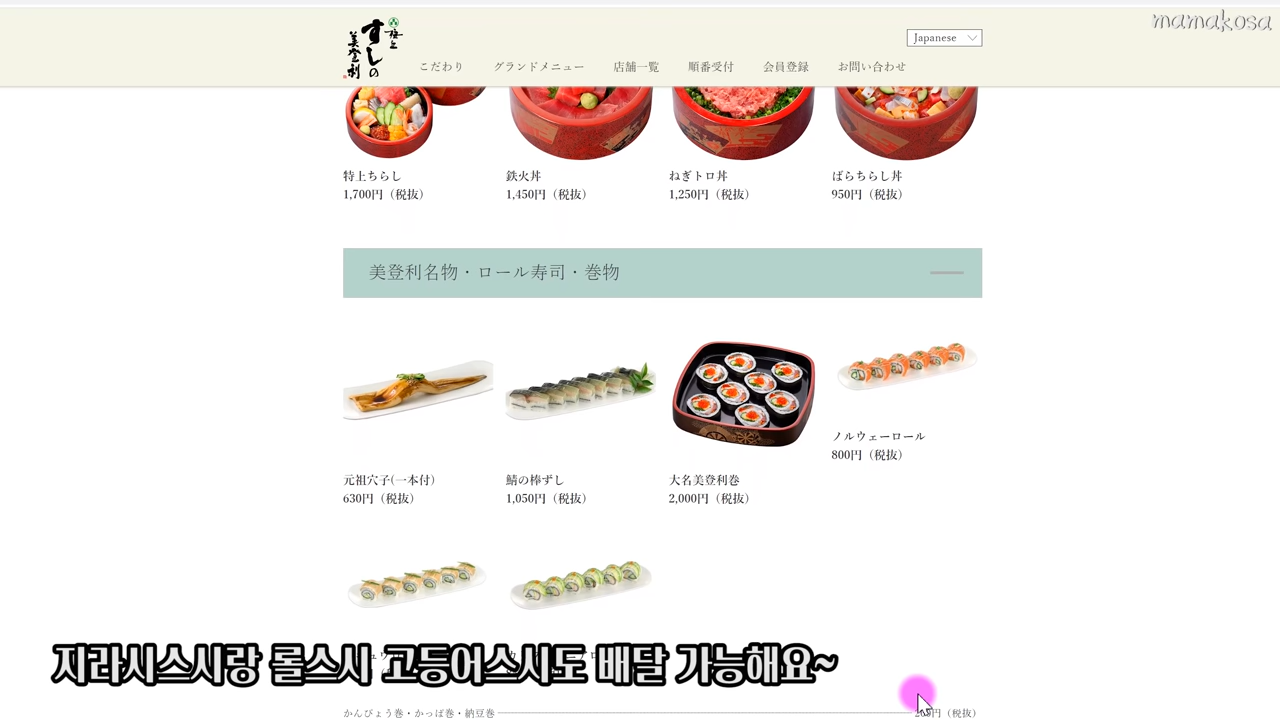 mamakosa
極上
すしの
美登利
Japanese
こだわり グランドメニュー 店舗一覧 順番受付 会員登録 お問い合わせ
特上ちらし 鉄火丼 ねぎトロ丼 ばらちらし丼
1,700円（税抜） 1,450円（税抜） 1,250円（税抜） 950円（税抜）
美登利名物・ロール寿司・巻物
ノルウェーロール
800円（税抜）
元祖穴子(一本付) 鯖の棒ずし 大名美登利巻
630円（税抜） 1,050円（税抜） 2,000円（税抜）
지라시스시랑 롤스시 고등어스시도 배달 가능해요~
かんぴょう巻・かっぱ巻・納豆巻 円（税抜）